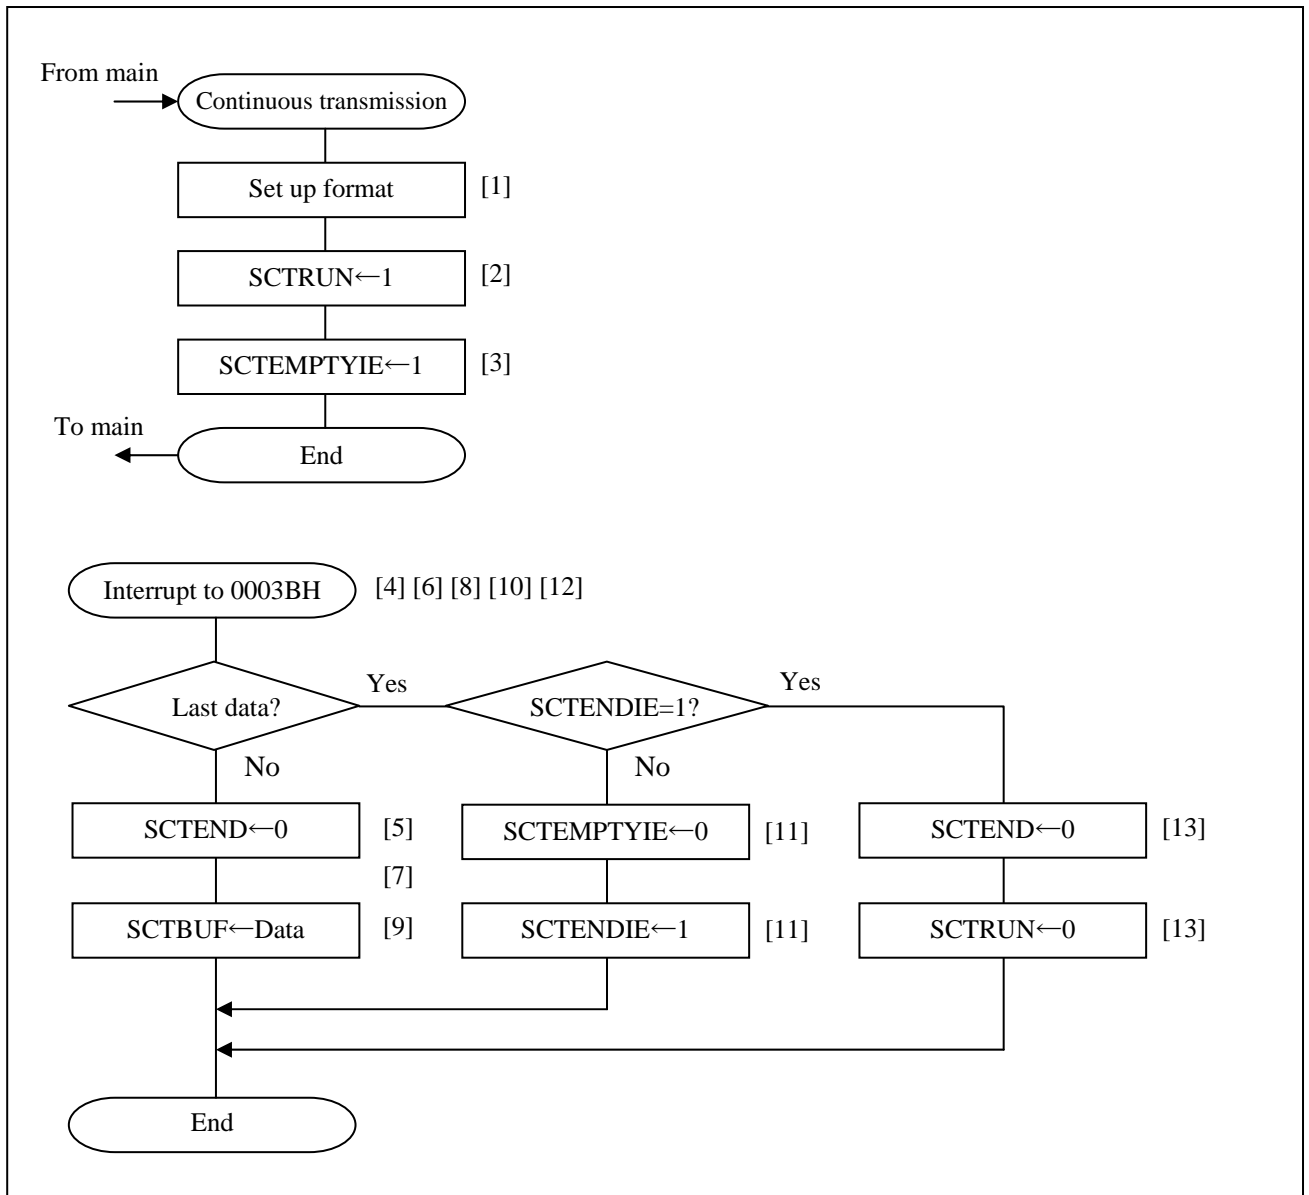 From main
Continuous transmission
Set up format [1]
SCTRUN←1 [2]
SCTEMPTYIE←1 [3]
To main
End
Interrupt to 0003BH [4] [6] [8] [10] [12]
Last data? Yes SCTENDIE=1? Yes
No No
SCTEND←0 [5] SCTEMPTYIE←0 [11] SCTEND←0 [13]
[7]
SCTBUF←Data [9] SCTENDIE←1 [11] SCTRUN←0 [13]
End